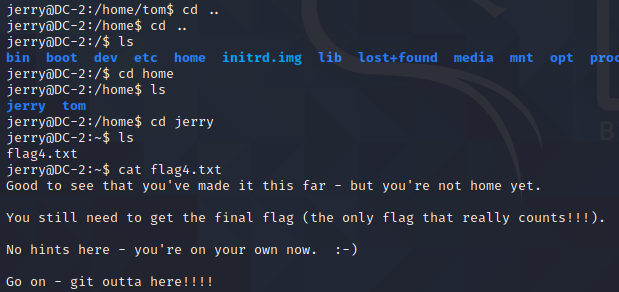 jerry@DC-2:/home/tom$ cd ..
jerry@DC-2:/home$ cd ..
jerry@DC-2:/$ ls
bin boot dev etc home initrd.img lib lost+found media mnt opt proc
jerry@DC-2:/$ cd home
jerry@DC-2:/home$ ls
jerry tom
jerry@DC-2:/home$ cd jerry
jerry@DC-2:~$ ls
flag4.txt
jerry@DC-2:~$ cat flag4.txt
Good to see that you've made it this far - but you're not home yet.
You still need to get the final flag (the only flag that really counts!!!).
No hints here - you're on your own now.  :-)
Go on - git outta here!!!!